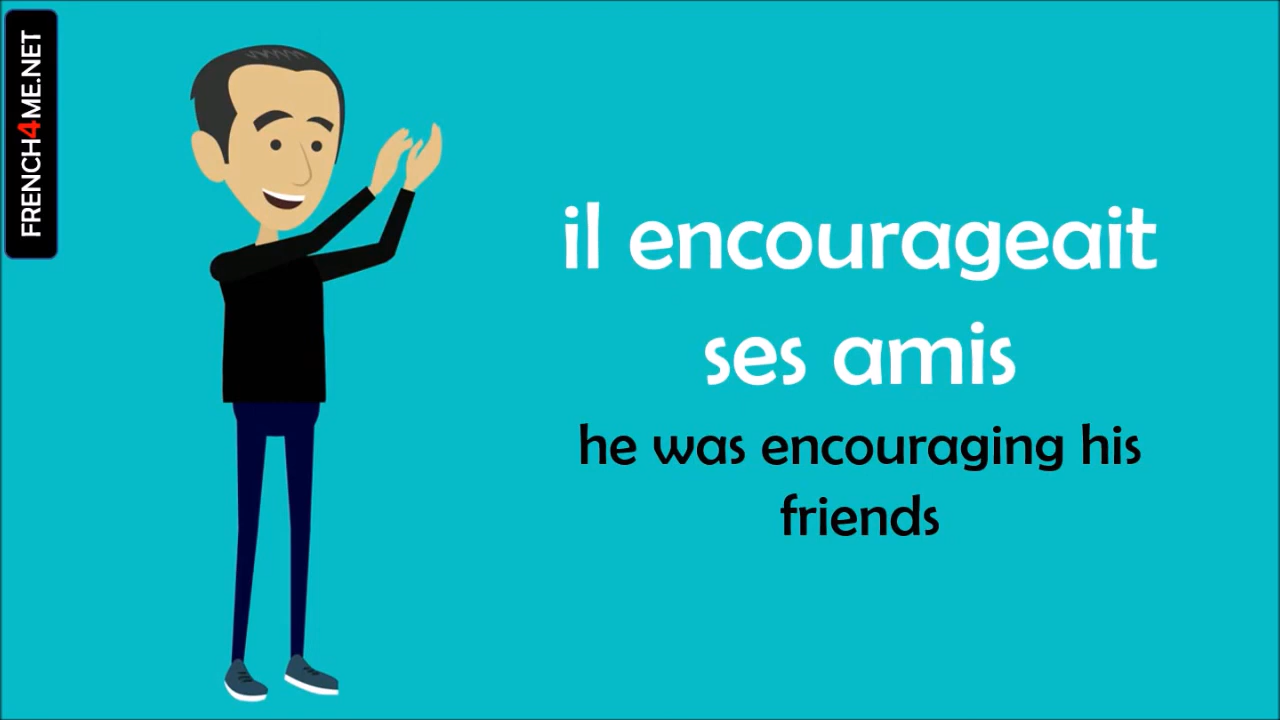 FRENCH4ME.NET
il encourageait
ses amis
he was encouraging his
friends